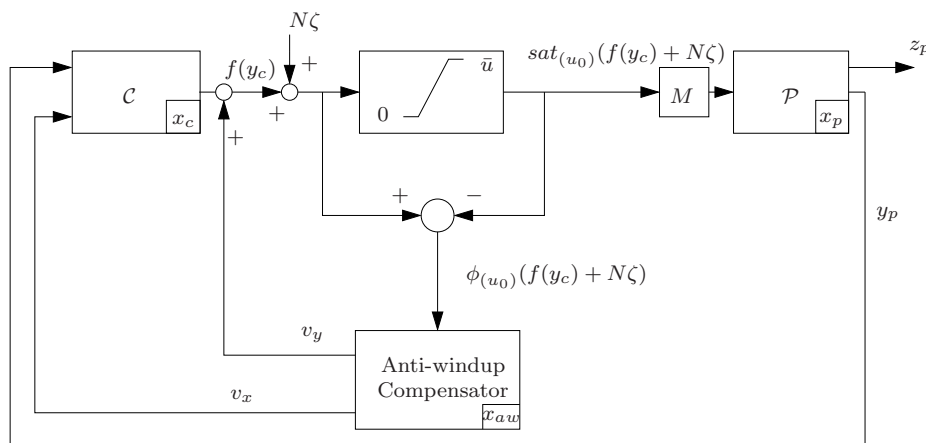 Nζ
z_p
f(y_c)
+
ū
sat_(u_0)(f(y_c) + Nζ)
C
x_c
+
+
0
M
P
x_p
+
−
y_p
ϕ_(u_0)(f(y_c) + Nζ)
v_y
Anti-windup
Compensator
v_x
x_aw